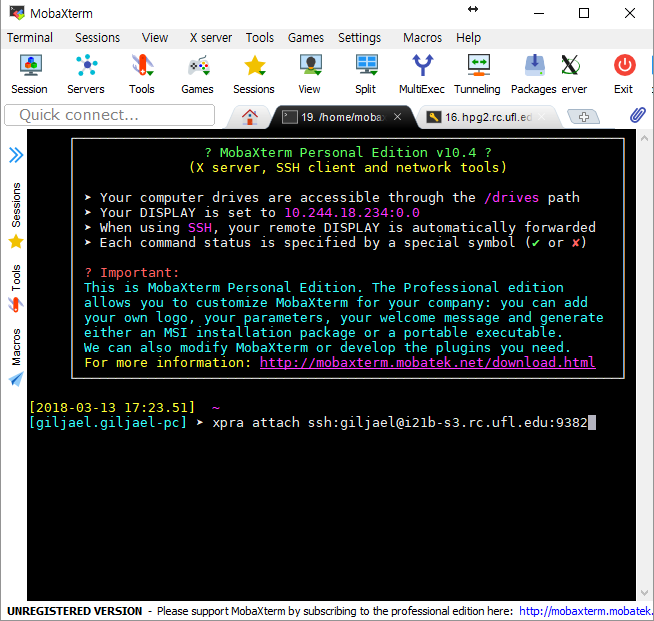 MobaXterm
Terminal Sessions View X server Tools Games Settings Macros Help
Session Servers Tools Games Sessions View Split MultiExec Tunneling Packages erver Exit
Quick connect...
19. /home/moba
16. hpg2.rc.ufl.ed
Sessions
Tools
Macros
? MobaXterm Personal Edition v10.4 ?
(X server, SSH client and network tools)
➤ Your computer drives are accessible through the /drives path
➤ Your DISPLAY is set to 10.244.18.234:0.0
➤ When using SSH, your remote DISPLAY is automatically forwarded
➤ Each command status is specified by a special symbol (✔ or ✘)
? Important:
This is MobaXterm Personal Edition. The Professional edition
allows you to customize MobaXterm for your company: you can add
your own logo, your parameters, your welcome message and generate
either an MSI installation package or a portable executable.
We can also modify MobaXterm or develop the plugins you need.
For more information: http://mobaxterm.mobatek.net/download.html
[2018-03-13 17:23.51] ~
[giljael.giljael-pc] ➤ xpra attach ssh:giljael@i21b-s3.rc.ufl.edu:9382
UNREGISTERED VERSION - Please support MobaXterm by subscribing to the professional edition here: http://mobaxterm.mobatek.